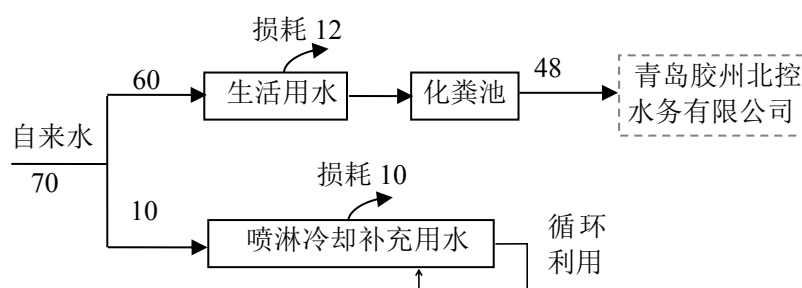 损耗 12
60
生活用水
化粪池
48
青岛胶州北控
水务有限公司
自来水
70
损耗 10
10
喷淋冷却补充用水
循环
利用